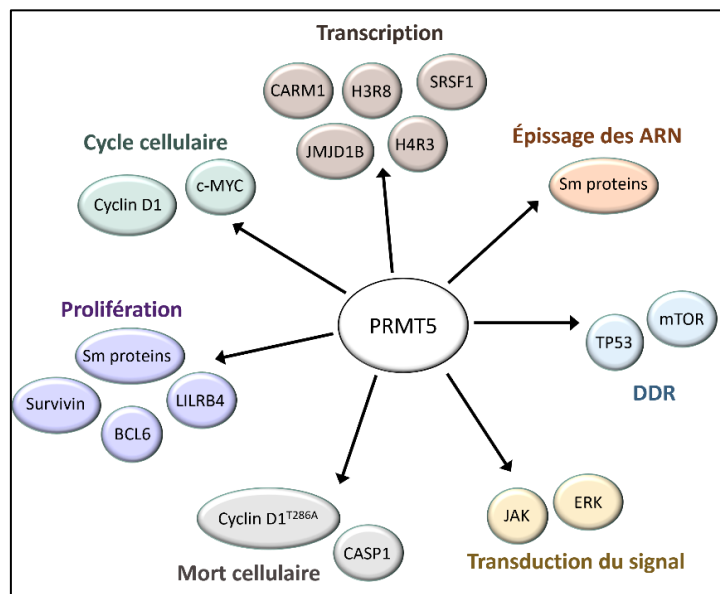 Transcription
CARM1
H3R8
SRSF1
JMJD1B
H4R3
Cycle cellulaire
Cyclin D1
c-MYC
Épissage des ARN
Sm proteins
PRMT5
Prolifération
Sm proteins
Survivin
BCL6
LILRB4
TP53
mTOR
DDR
Cyclin D1T286A
CASP1
Mort cellulaire
JAK
ERK
Transduction du signal